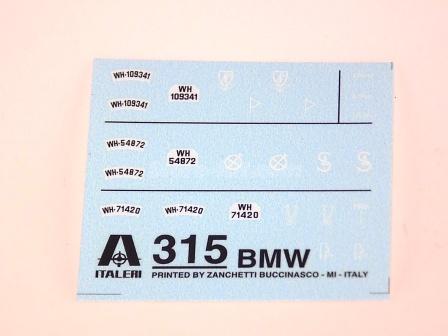 WH-109341
WH-109341
WH
109341
WH-54872
WH-54872
WH
54872
WH-71420
WH-71420
WH
71420
ITALERI
315 BMW
PRINTED BY ZANCHETTI BUCCINASCO - MI - ITALY